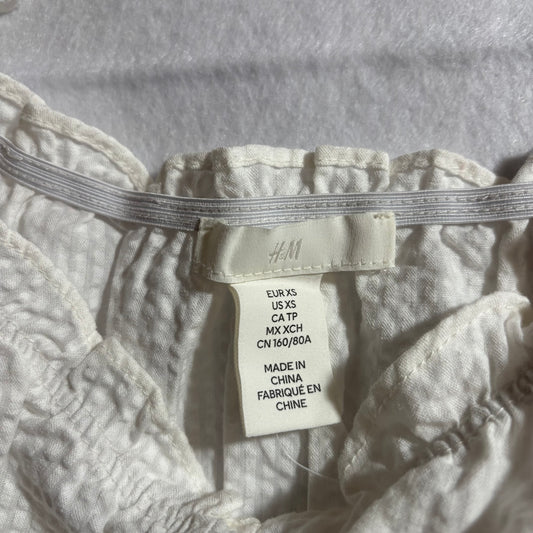 H&M
EUR XS
US XS
CA TP
MX XCH
CN 160/80A
MADE IN
CHINA
FABRIQUÉ EN
CHINE